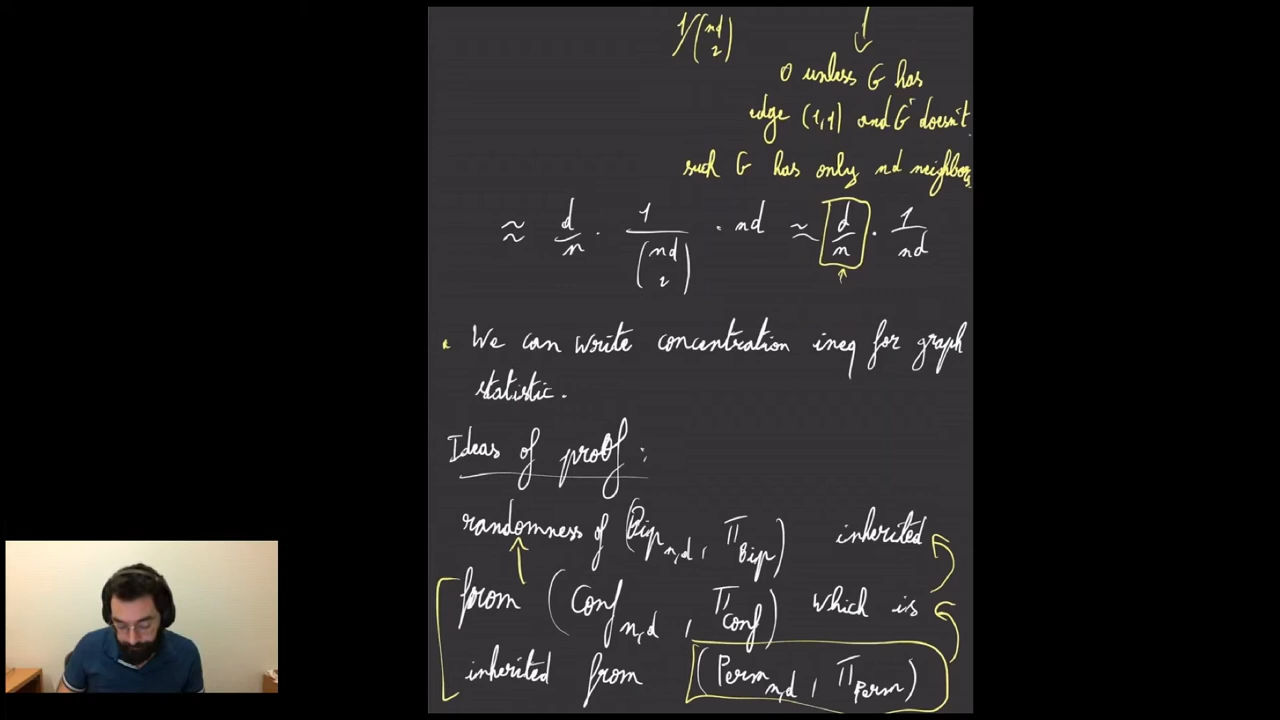 1/(nd 2)
0 unless G has
edge (1,1) and G' doesn't
such G has only nd neighbors
≈ d/n · 1/(nd 2) · nd ≈ d/n · 1/nd
• We can write concentration ineq for graph
statistic.
Ideas of proof:
randomness of (Bip n,d, Π Bip) inherited
from (Conf n,d, Π Conf) which is
inherited from (Perm n,d, Π Perm)